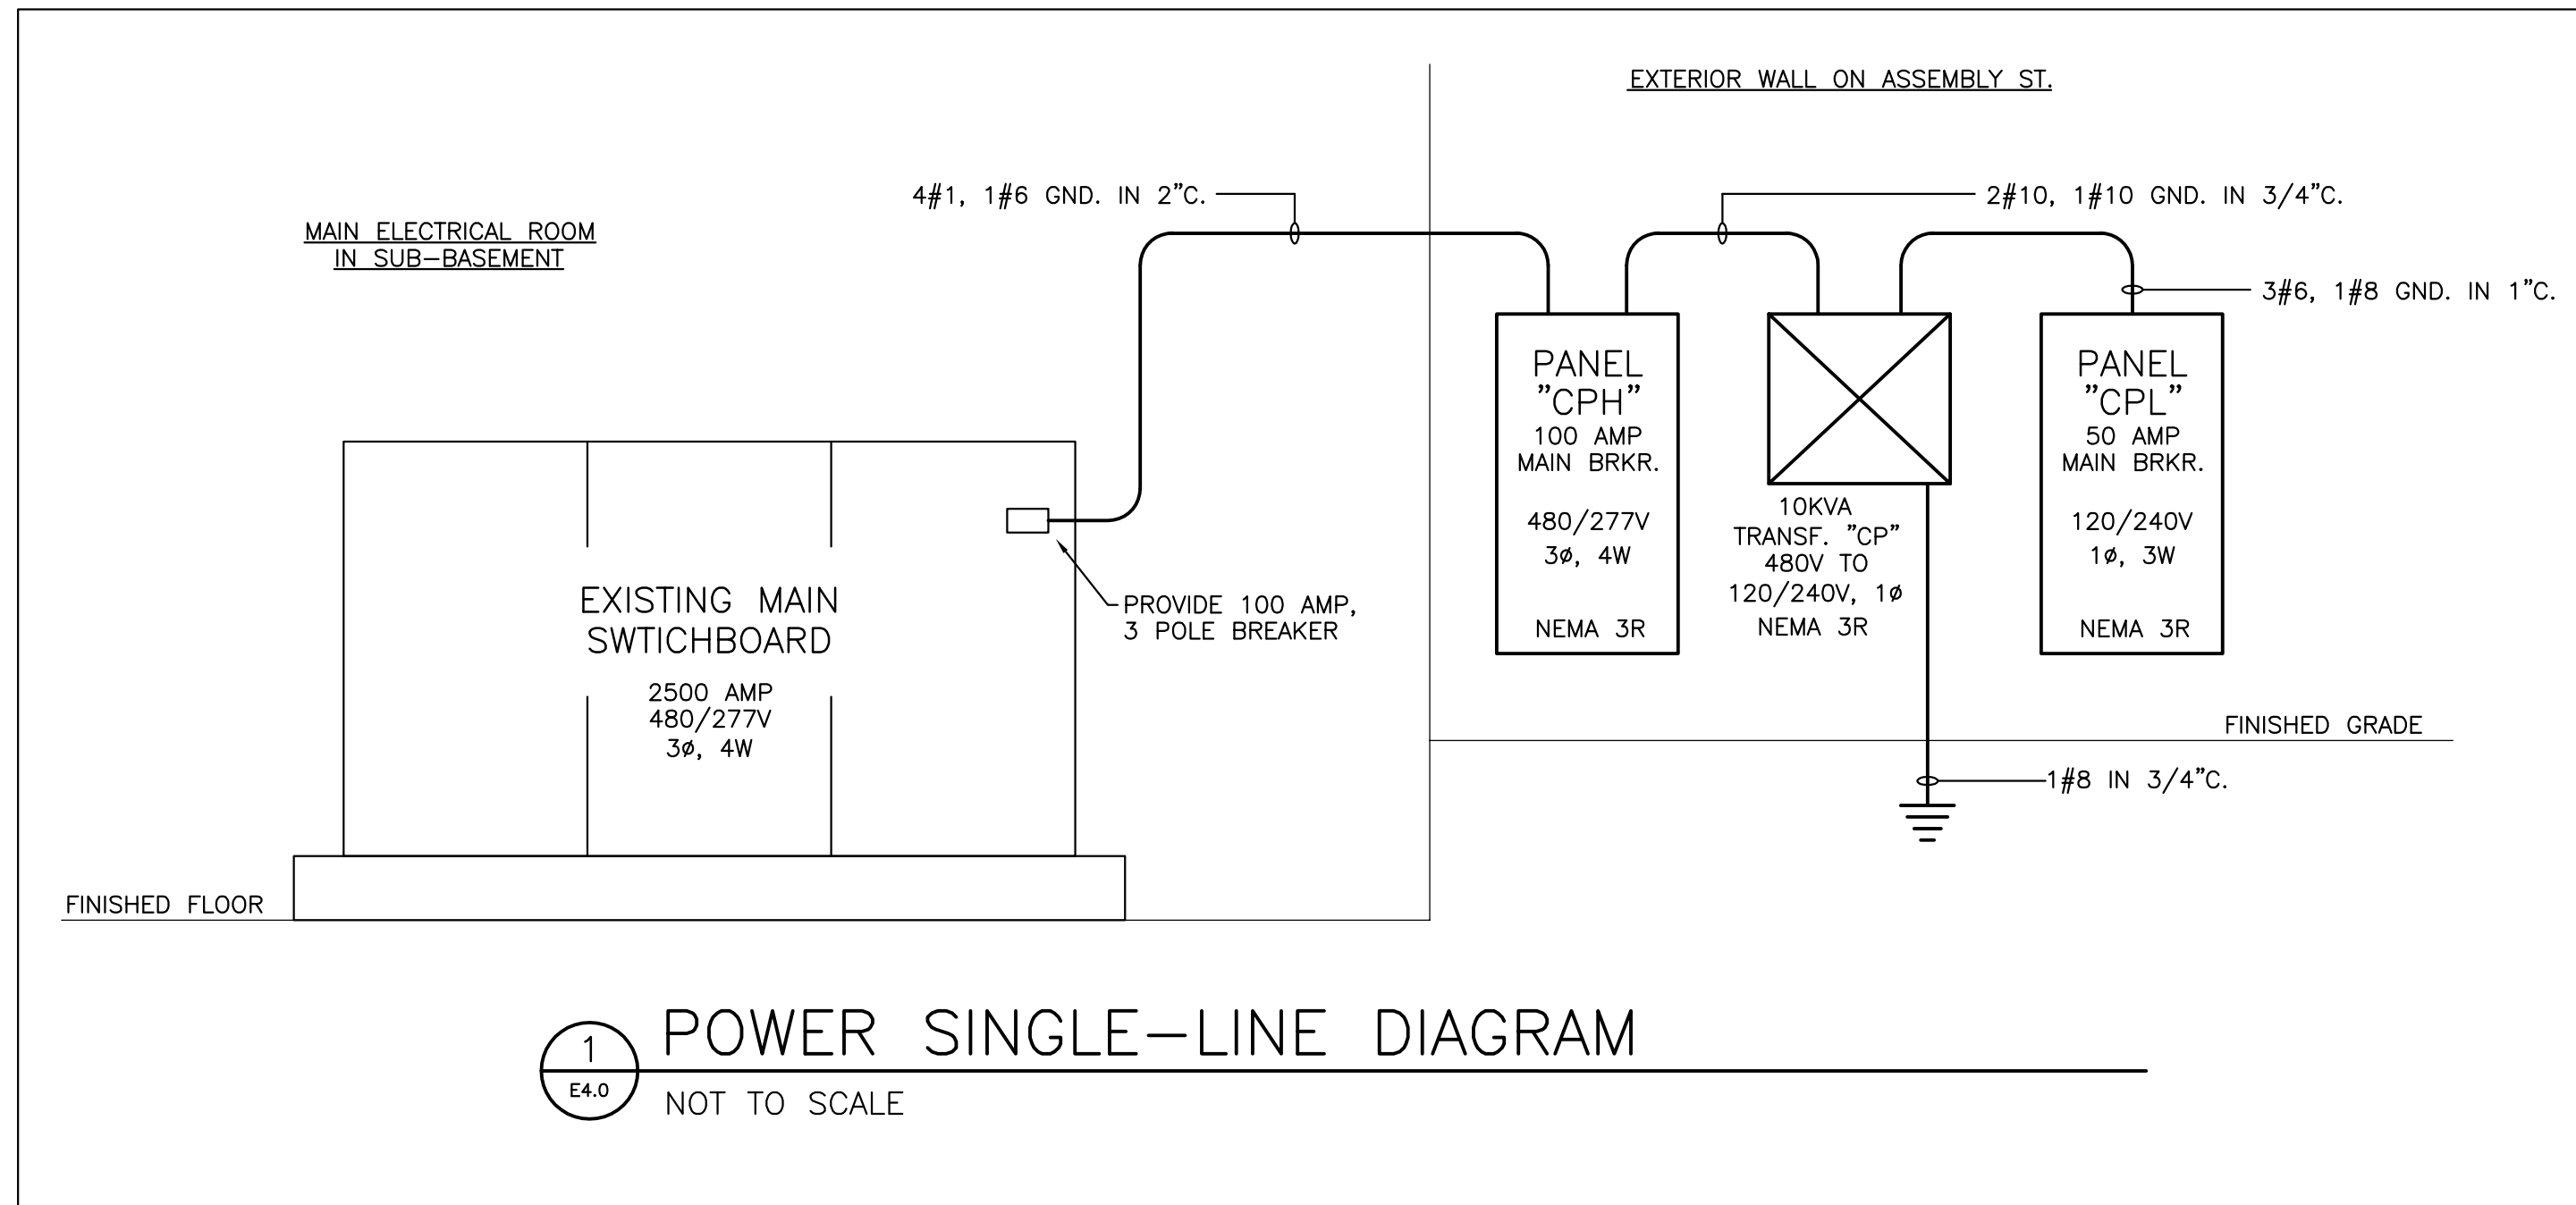 EXTERIOR WALL ON ASSEMBLY ST.
4#1, 1#6 GND. IN 2"C.
2#10, 1#10 GND. IN 3/4"C.
MAIN ELECTRICAL ROOM
IN SUB-BASEMENT
3#6, 1#8 GND. IN 1"C.
PANEL
"CPH"
100 AMP
MAIN BRKR.
480/277V
3ø, 4W
NEMA 3R
10KVA
TRANSF. "CP"
480V TO
120/240V, 1ø
NEMA 3R
PANEL
"CPL"
50 AMP
MAIN BRKR.
120/240V
1ø, 3W
NEMA 3R
EXISTING MAIN
SWTICHBOARD
2500 AMP
480/277V
3ø, 4W
PROVIDE 100 AMP,
3 POLE BREAKER
FINISHED GRADE
1#8 IN 3/4"C.
FINISHED FLOOR
1
E4.0
POWER SINGLE-LINE DIAGRAM
NOT TO SCALE